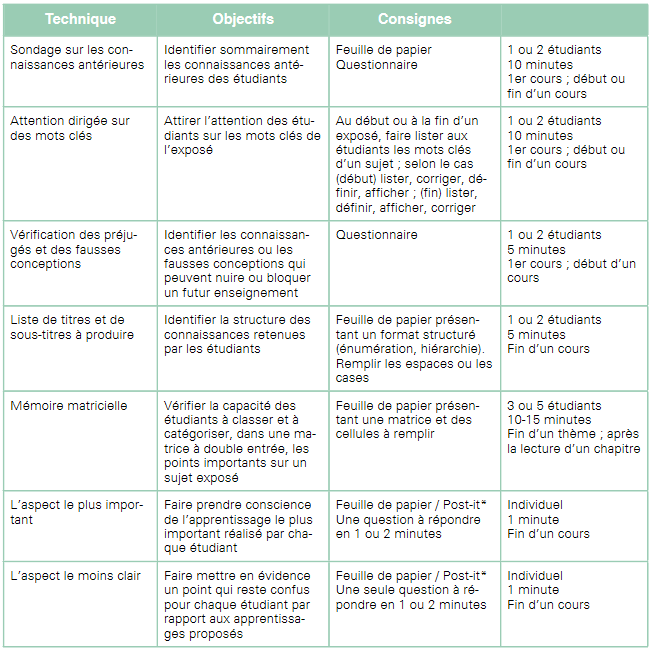 Technique Objectifs Consignes
Sondage sur les con-
naissances antérieures
Identifier sommairement
les connaissances anté-
rieures des étudiants
Feuille de papier
Questionnaire
1 ou 2 étudiants
10 minutes
1er cours ; début ou
fin d'un cours
Attention dirigée sur
des mots clés
Attirer l'attention des étu-
diants sur les mots clés de
l'exposé
Au début ou à la fin d'un
exposé, faire lister aux
étudiants les mots clés
d'un sujet ; selon le cas
(début) lister, corriger, dé-
finir, afficher ; (fin) lister,
définir, afficher, corriger
1 ou 2 étudiants
10 minutes
1er cours ; début ou
fin d'un cours
Vérification des préju-
gés et des fausses
conceptions
Identifier les connaissan-
ces antérieures ou les
fausses conceptions qui
peuvent nuire ou bloquer
un futur enseignement
Questionnaire
1 ou 2 étudiants
5 minutes
1er cours ; début d'un
cours
Liste de titres et de
sous-titres à produire
Identifier la structure des
connaissances retenues
par les étudiants
Feuille de papier présen-
tant un format structuré
(énumération, hiérarchie).
Remplir les espaces ou les
cases
1 ou 2 étudiants
5 minutes
Fin d'un cours
Mémoire matricielle
Vérifier la capacité des
étudiants à classer et à
catégoriser, dans une ma-
trice à double entrée, les
points importants sur un
sujet exposé
Feuille de papier présen-
tant une matrice et des
cellules à remplir
3 ou 5 étudiants
10-15 minutes
Fin d'un thème ; après
la lecture d'un chapitre
L'aspect le plus impor-
tant
Faire prendre conscience
de l'apprentissage le plus
important réalisé par cha-
que étudiant
Feuille de papier / Post-it*
Une question à répondre
en 1 ou 2 minutes
Individuel
1 minute
Fin d'un cours
L'aspect le moins clair
Faire mettre en évidence
un point qui reste confus
pour chaque étudiant par
rapport aux apprentissa-
ges proposés
Feuille de papier / Post-it*
Une seule question à ré-
pondre en 1 ou 2 minutes
Individuel
1 minute
Fin d'un cours